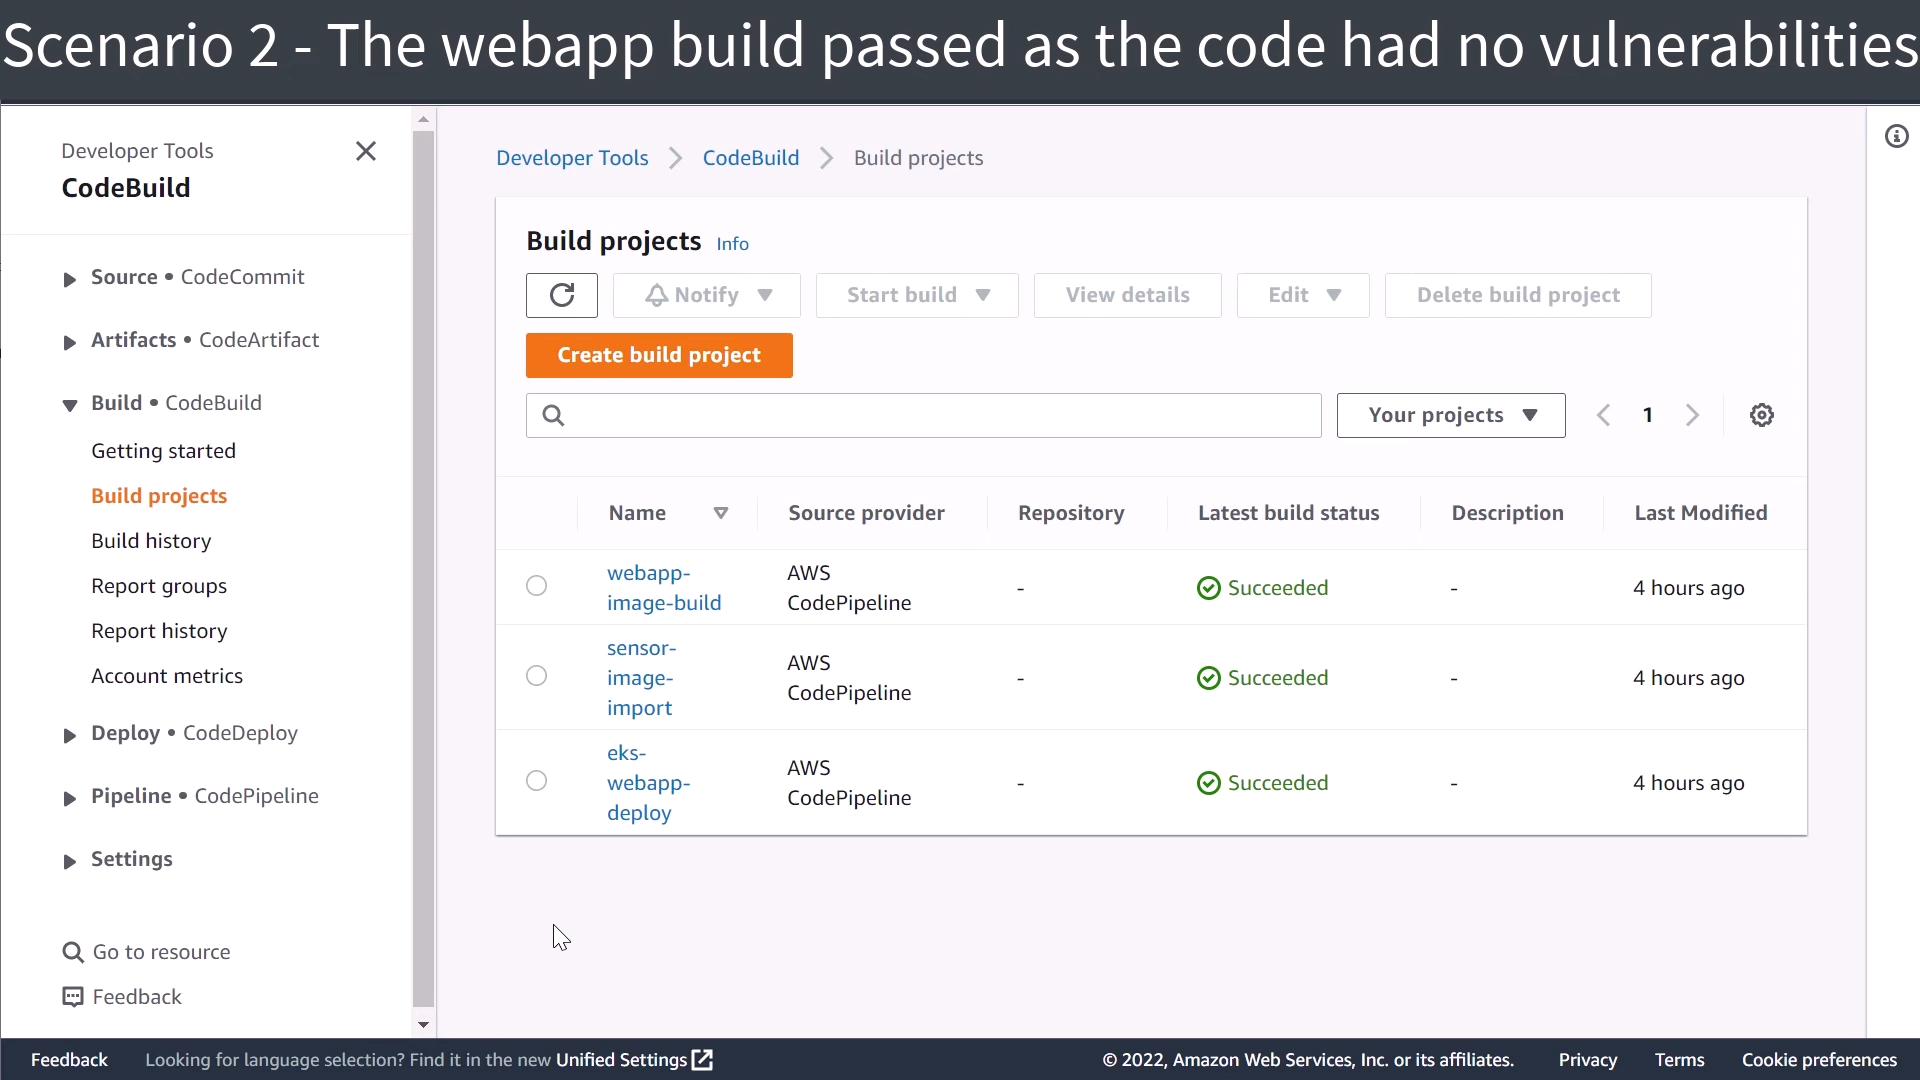 Scenario 2 - The webapp build passed as the code had no vulnerabilities
Developer Tools
CodeBuild
Source • CodeCommit
Artifacts • CodeArtifact
Build • CodeBuild
Getting started
Build projects
Build history
Report groups
Report history
Account metrics
Deploy • CodeDeploy
Pipeline • CodePipeline
Settings
Go to resource
Feedback
Developer Tools > CodeBuild > Build projects
Build projects Info
Notify Start build View details Edit Delete build project
Create build project
Your projects 1
Name Source provider Repository Latest build status Description Last Modified
webapp-
image-build
AWS
CodePipeline
- Succeeded - 4 hours ago
sensor-
image-
import
AWS
CodePipeline
- Succeeded - 4 hours ago
eks-
webapp-
deploy
AWS
CodePipeline
- Succeeded - 4 hours ago
Feedback Looking for language selection? Find it in the new Unified Settings © 2022, Amazon Web Services, Inc. or its affiliates. Privacy Terms Cookie preferences